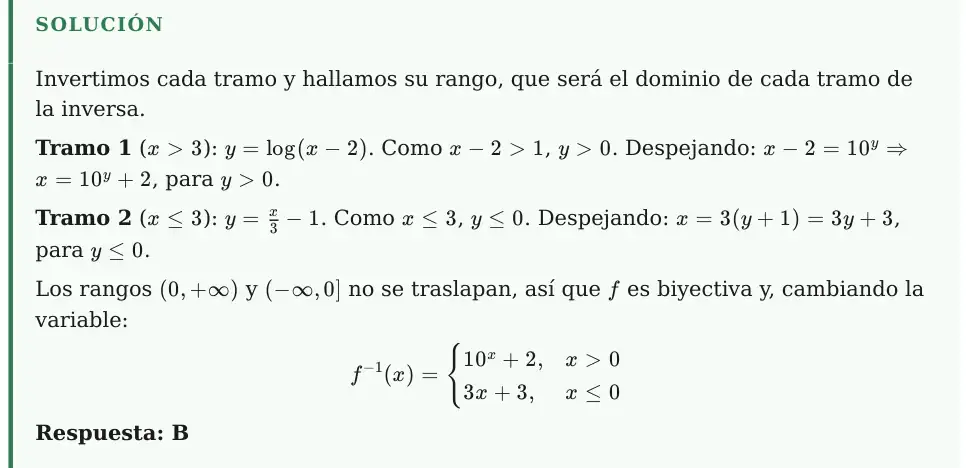 SOLUCIÓN
Invertimos cada tramo y hallamos su rango, que será el dominio de cada tramo de
la inversa.
Tramo 1 (x > 3): y = log(x − 2). Como x − 2 > 1, y > 0. Despejando: x − 2 = 10^y ⇒
x = 10^y + 2, para y > 0.
Tramo 2 (x ≤ 3): y = x/3 − 1. Como x ≤ 3, y ≤ 0. Despejando: x = 3(y + 1) = 3y + 3,
para y ≤ 0.
Los rangos (0, +∞) y (−∞, 0] no se traslapan, así que f es biyectiva y, cambiando la
variable:
f⁻¹(x) = { 10^x + 2, x > 0
3x + 3, x ≤ 0
Respuesta: B